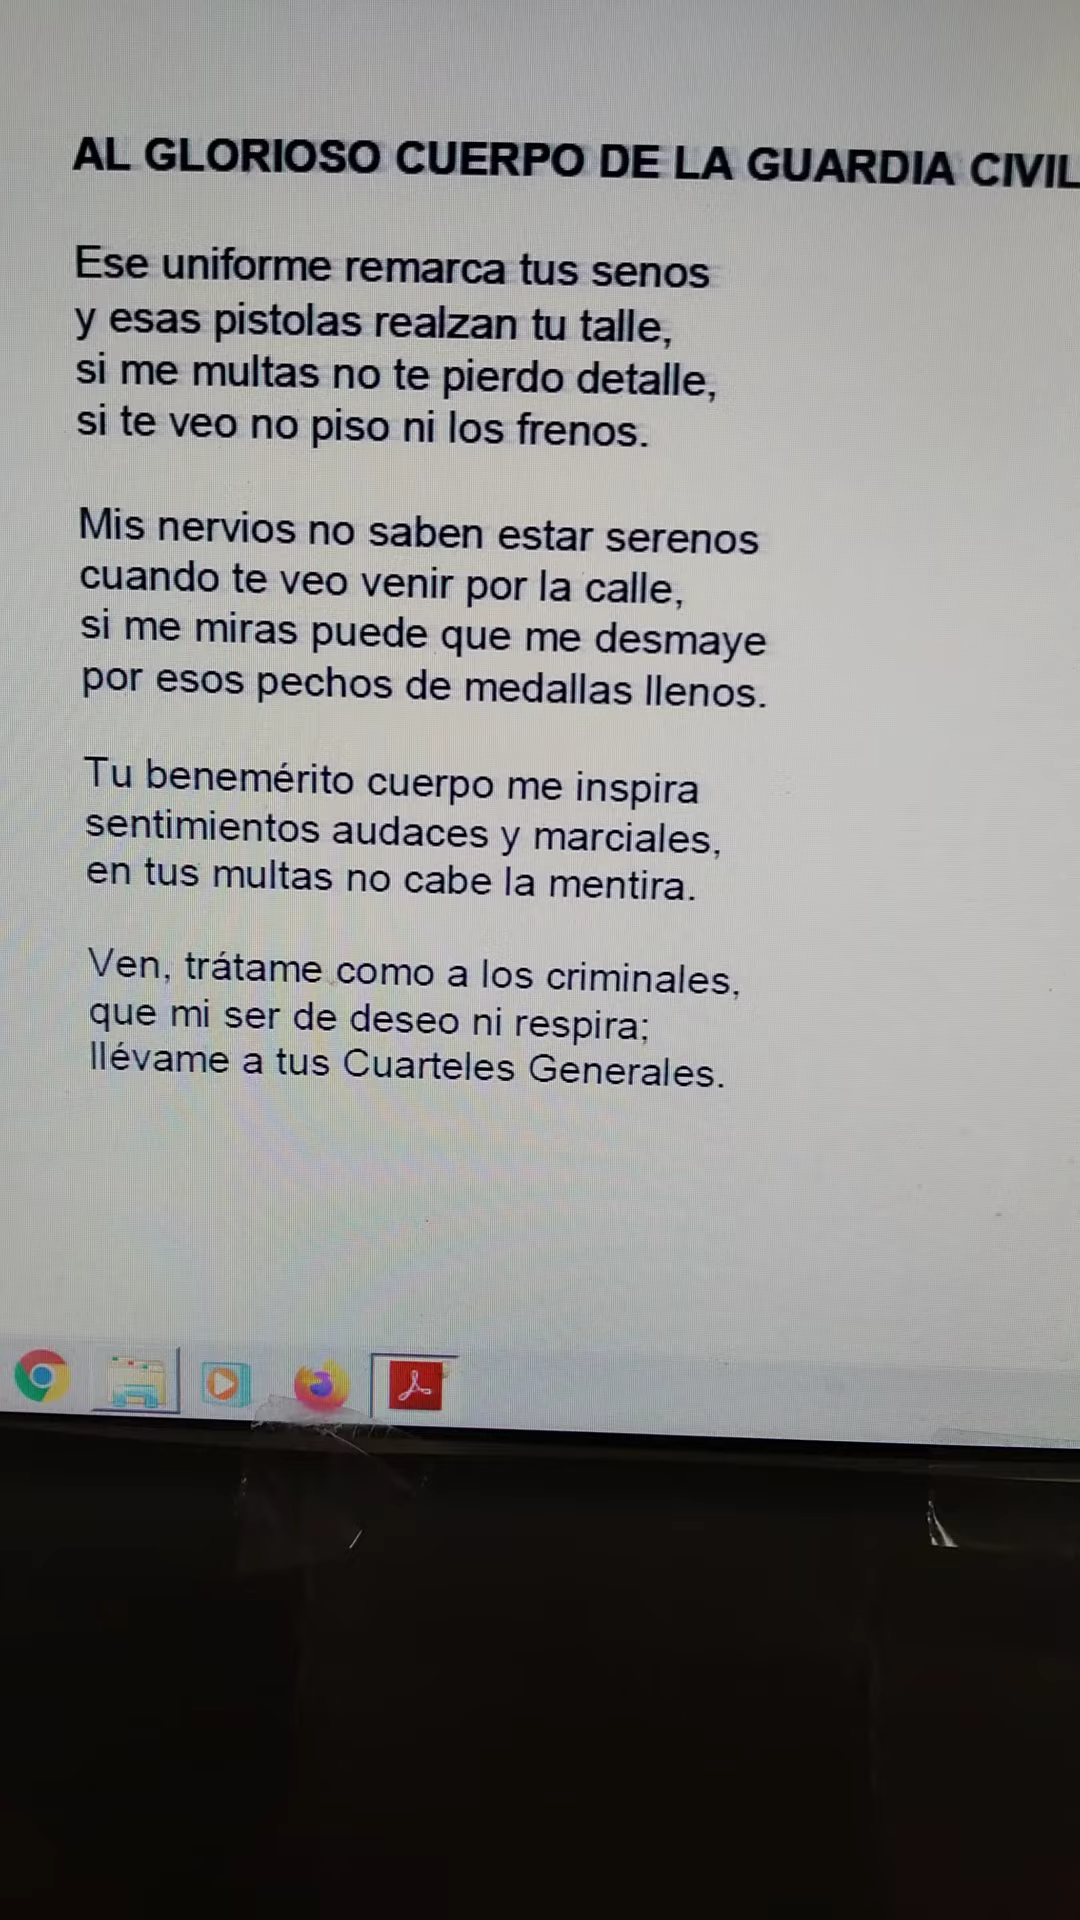 AL GLORIOSO CUERPO DE LA GUARDIA CIVIL
Ese uniforme remarca tus senos
y esas pistolas realzan tu talle,
si me multas no te pierdo detalle,
si te veo no piso ni los frenos.
Mis nervios no saben estar serenos
cuando te veo venir por la calle,
si me miras puede que me desmaye
por esos pechos de medallas llenos.
Tu benemérito cuerpo me inspira
sentimientos audaces y marciales,
en tus multas no cabe la mentira.
Ven, trátame como a los criminales,
que mi ser de deseo ni respira;
llévame a tus Cuarteles Generales.